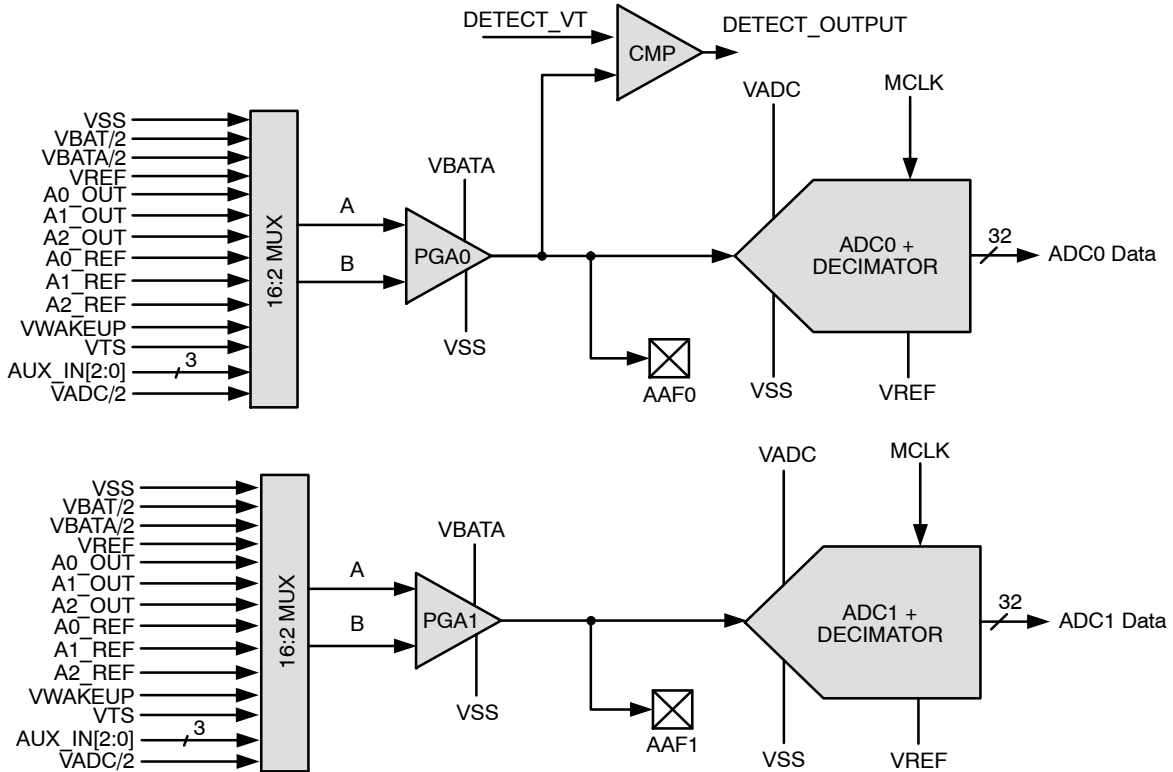 DETECT_VT
DETECT_OUTPUT
CMP
VADC
MCLK
VSS
VBAT/2
VBATA/2
VREF
A0_OUT
A1_OUT
A2_OUT
A0_REF
A1_REF
A2_REF
VWAKEUP
VTS
AUX_IN[2:0]
3
VADC/2
16:2 MUX
A
B
VBATA
PGA0
VSS
AAF0
ADC0 +
DECIMATOR
32
ADC0 Data
VSS
VREF
VADC
MCLK
VSS
VBAT/2
VBATA/2
VREF
A0_OUT
A1_OUT
A2_OUT
A0_REF
A1_REF
A2_REF
VWAKEUP
VTS
AUX_IN[2:0]
3
VADC/2
16:2 MUX
A
B
VBATA
PGA1
VSS
AAF1
ADC1 +
DECIMATOR
32
ADC1 Data
VSS
VREF